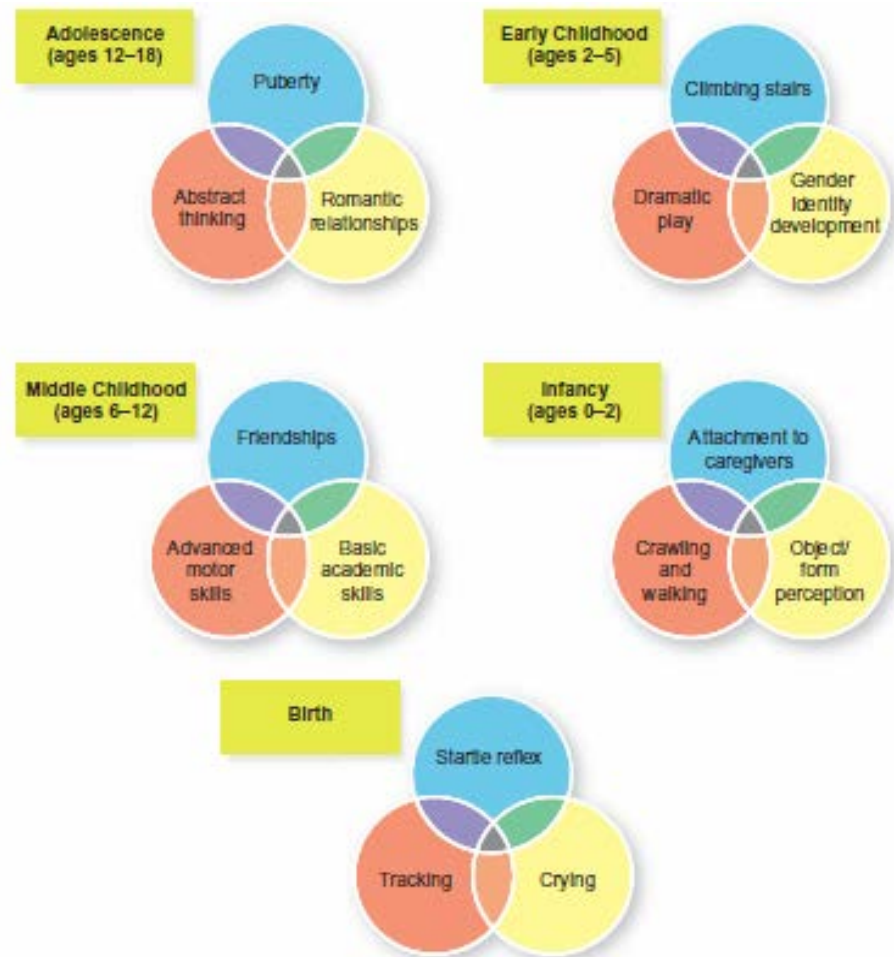 Adolescence
(ages 12–18)
Puberty
Abstract
thinking
Romantic
relationships
Early Childhood
(ages 2–5)
Climbing stairs
Dramatic
play
Gender
identity
development
Middle Childhood
(ages 6–12)
Friendships
Advanced
motor
skills
Basic
academic
skills
Infancy
(ages 0–2)
Attachment to
caregivers
Crawling
and
walking
Object/
form
perception
Birth
Startle reflex
Tracking
Crying